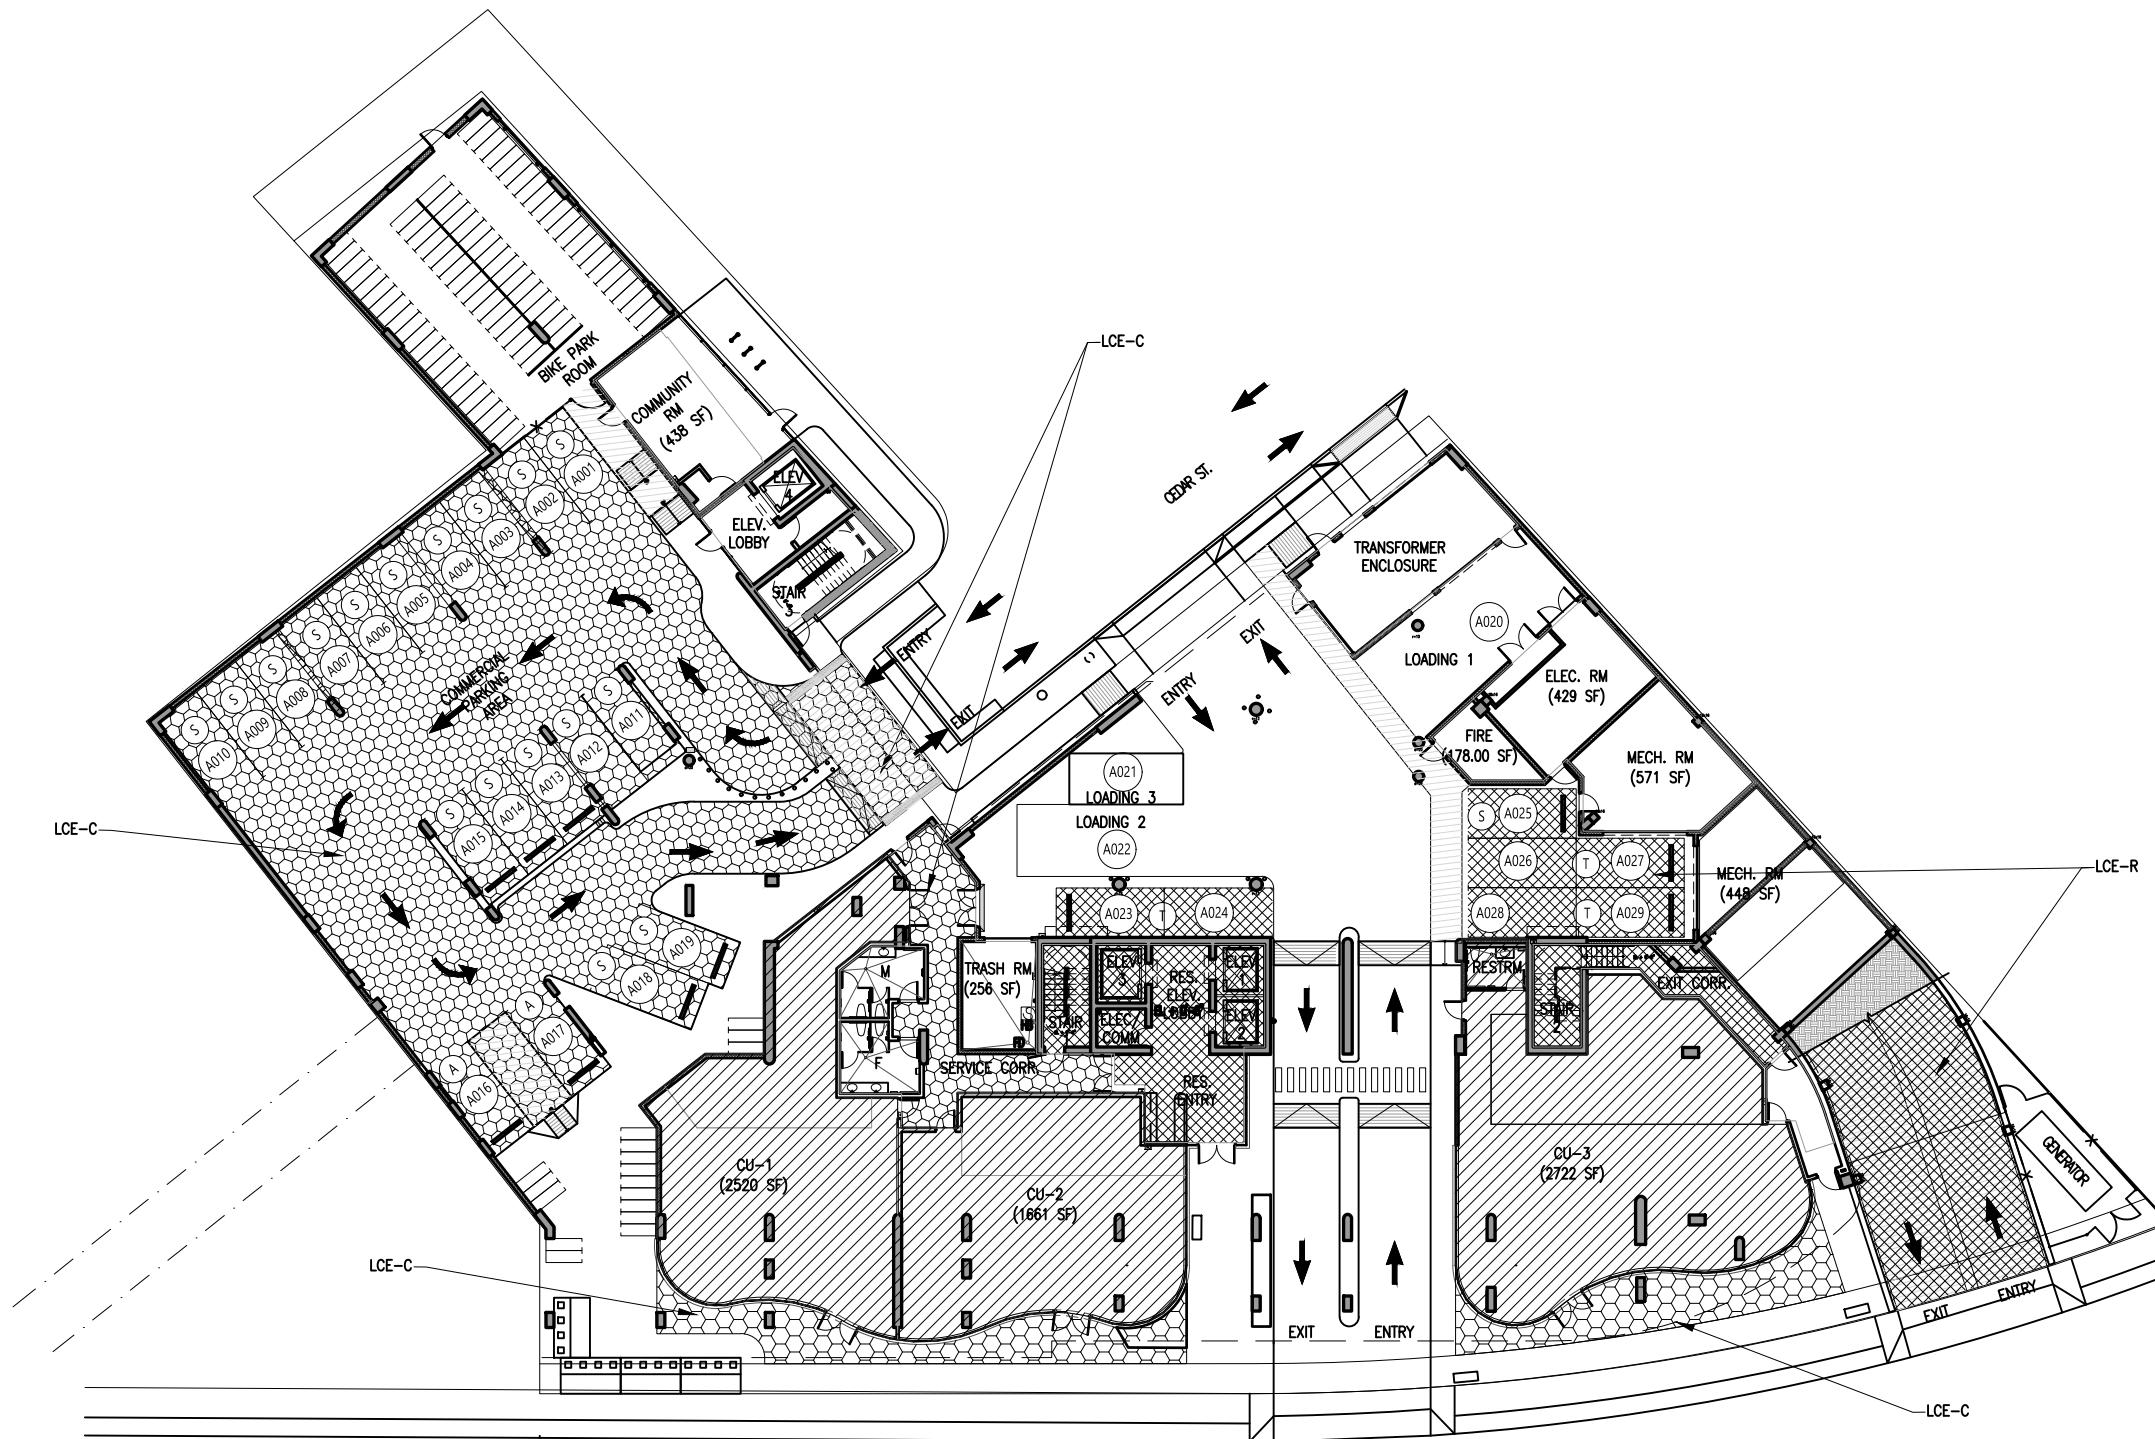 BIKE PARK
ROOM
COMMUNITY
RM
(438 SF)
ELEV
4
ELEV.
LOBBY
STAIR
3
LCE-C
CEDAR ST.
S
A001
S
A002
S
A003
S
A004
S
A005
S
A006
S
A007
S
A008
S
A009
S
A010
COMMERCIAL
PARKING
AREA
S
A011
S
A012
S
A013
S
A014
S
A015
LCE-C
ENTRY
EXIT
ENTRY
EXIT
TRANSFORMER
ENCLOSURE
A020
LOADING 1
ELEC. RM
(429 SF)
FIRE
(178.00 SF)
MECH. RM
(571 SF)
A021
LOADING 3
LOADING 2
A022
S
A025
A026
T
A027
A028
T
A029
MECH. RM
(448 SF)
LCE-R
A023
T
A024
S
A019
S
A018
A
A017
A
A016
M
F
TRASH RM
(256 SF)
STAIR
ELEV
3
ELEC/
COMM
RES.
ELEV.
LOBBY
ELEV
1
ELEV
2
RESTRM
STAIR
2
EXIT CORR.
SERVICE CORR.
RES.
ENTRY
CU-1
(2520 SF)
CU-2
(1661 SF)
CU-3
(2722 SF)
GENERATOR
LCE-C
EXIT
ENTRY
EXIT
ENTRY
LCE-C